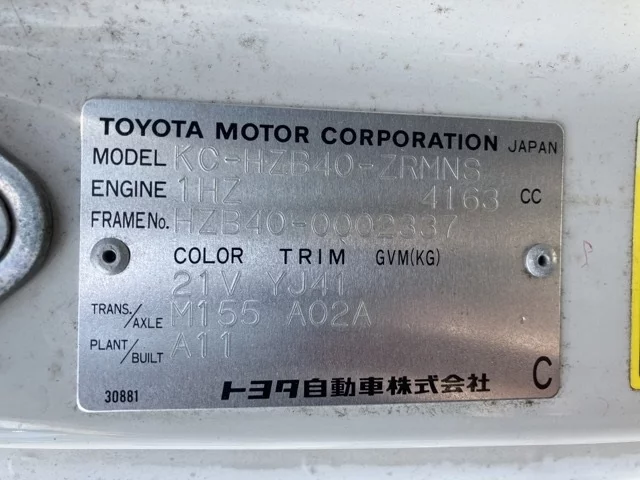 TOYOTA MOTOR CORPORATION JAPAN
MODEL KC-HZB40-ZRMNS
ENGINE 1HZ 4163 CC
FRAME No. HZB40-0002337
COLOR TRIM GVM(KG)
21V YJ41
TRANS./AXLE M155 A02A
PLANT/BUILT A11
30881 トヨタ自動車株式会社 C